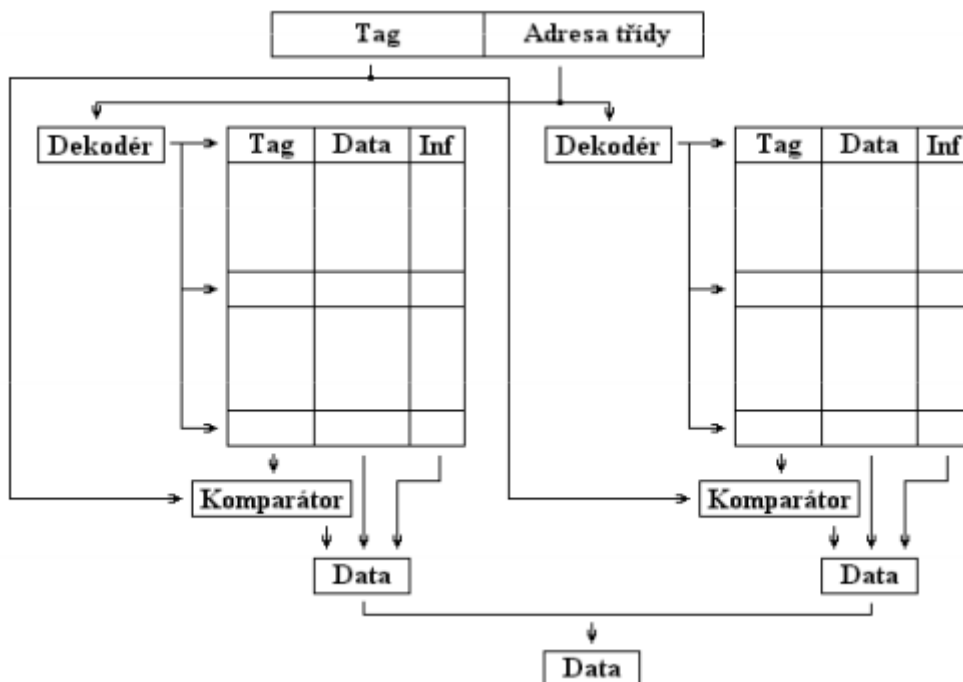 Tag Adresa třídy
Dekodér Tag Data Inf Dekodér Tag Data Inf
Komparátor Komparátor
Data Data
Data